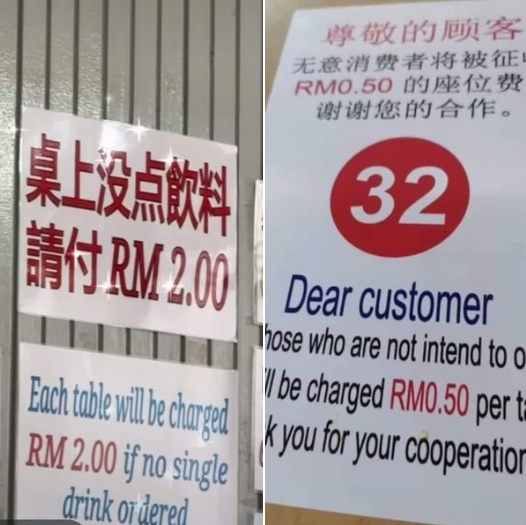 桌上没点飲料
請付 RM 2.00
Each table will be charged
RM 2.00 if no single
drink ordered
尊敬的顾客
无意消费者将被征收
RM0.50 的座位费
谢谢您的合作。
32
Dear customer
who are not intend to
be charged RM0.50 per
you for your cooperation